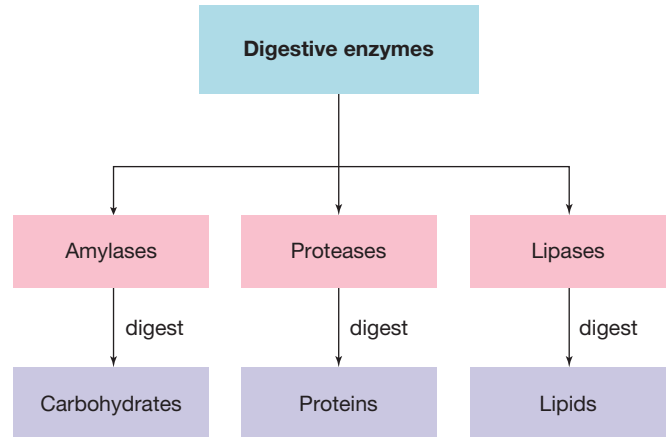 Digestive enzymes
Amylases
Proteases
Lipases
digest
digest
digest
Carbohydrates
Proteins
Lipids